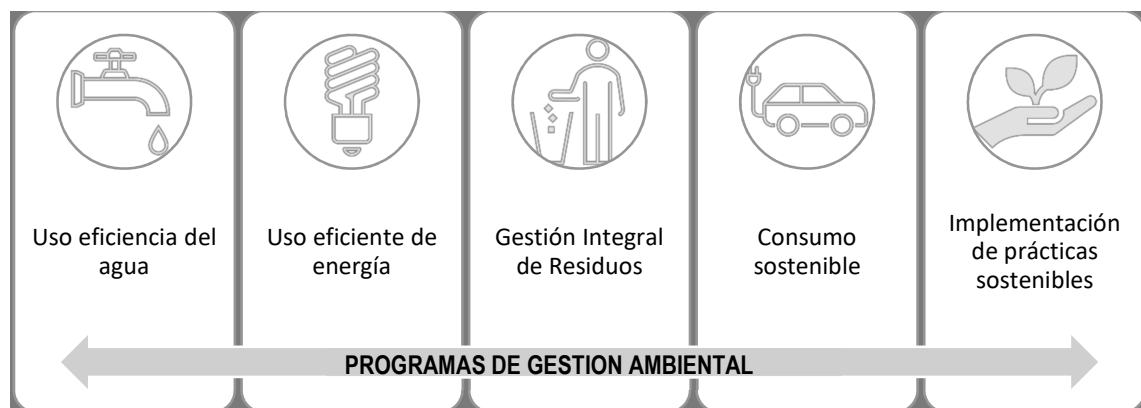 Uso eficiencia del
agua
Uso eficiente de
energía
Gestión Integral
de Residuos
Consumo
sostenible
Implementación
de prácticas
sostenibles
PROGRAMAS DE GESTION AMBIENTAL